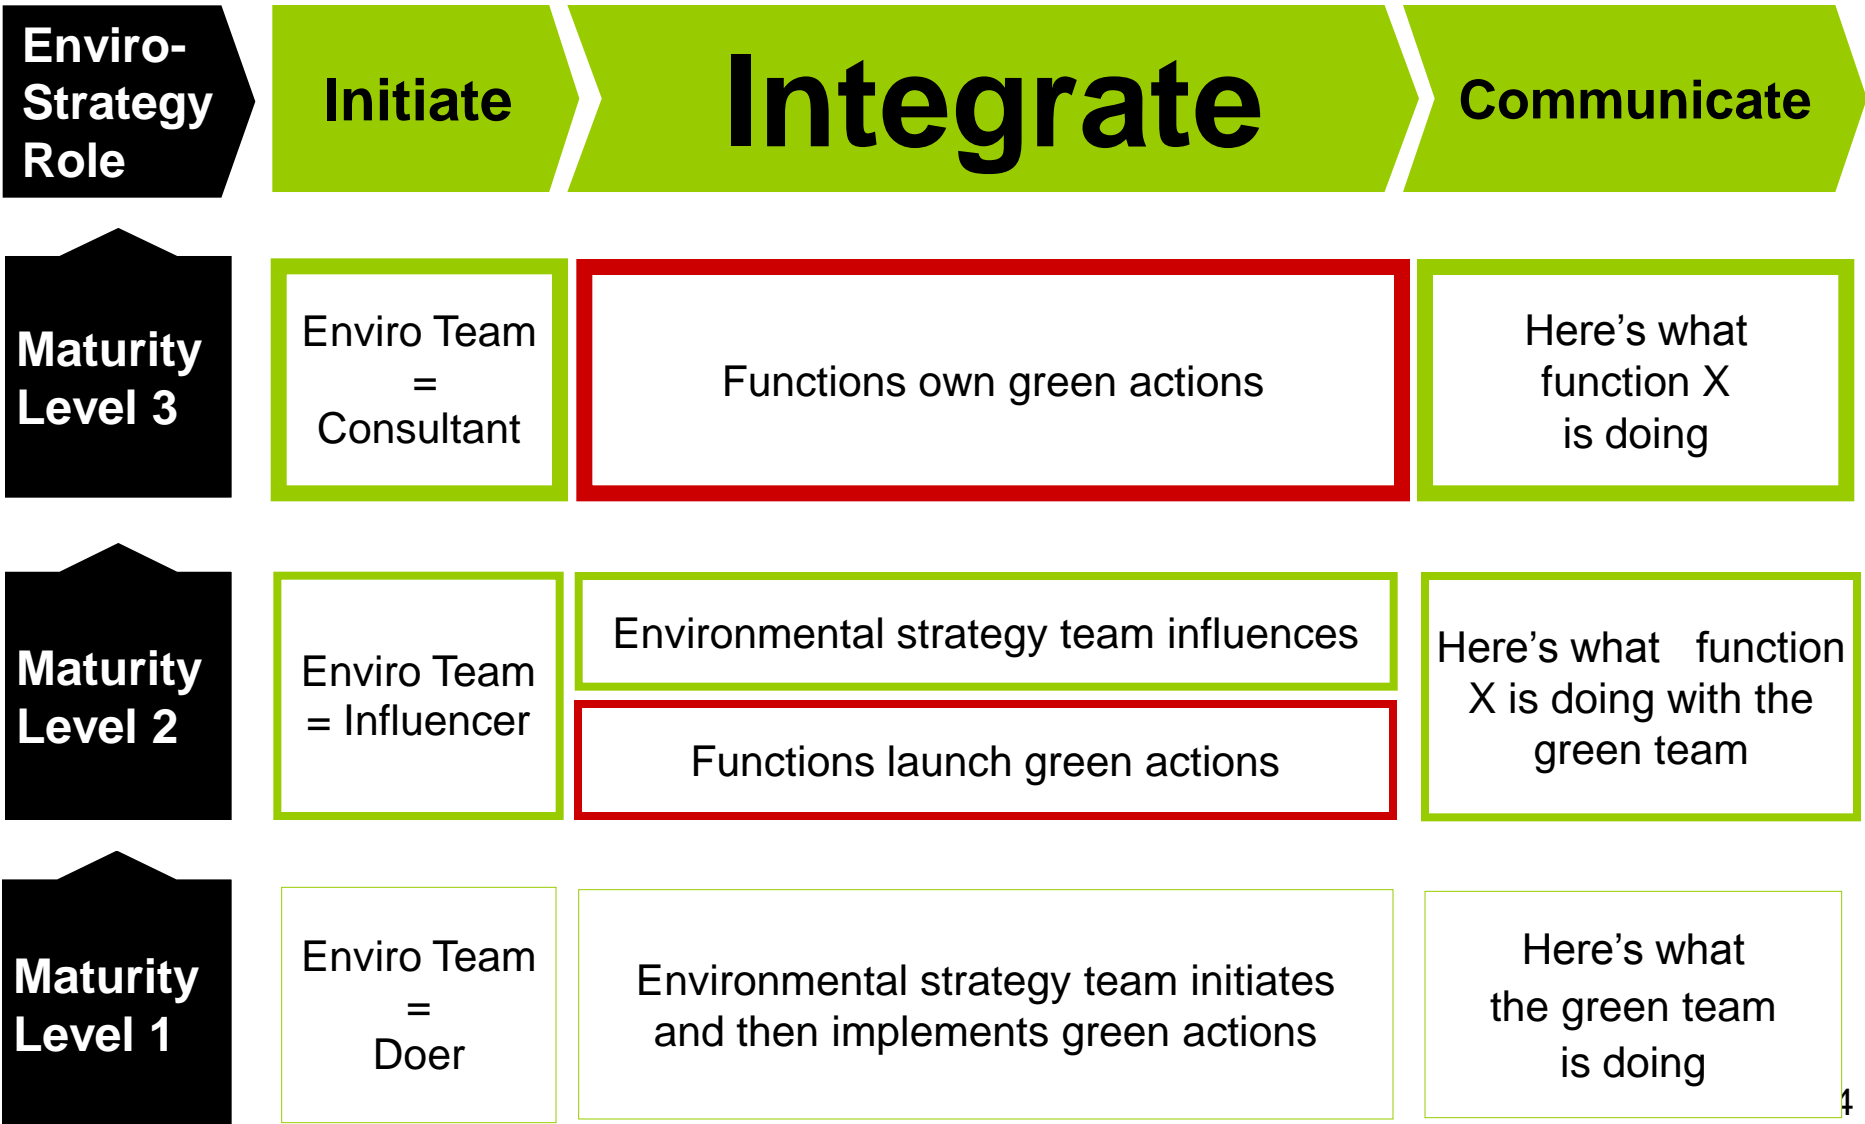 Enviro-
Strategy
Role
Initiate
Integrate
Communicate
Maturity
Level 3
Enviro Team
=
Consultant
Functions own green actions
Here’s what
function X
is doing
Maturity
Level 2
Enviro Team
= Influencer
Environmental strategy team influences
Functions launch green actions
Here’s what   function
X is doing with the
green team
Maturity
Level 1
Enviro Team
=
Doer
Environmental strategy team initiates
and then implements green actions
Here’s what
the green team
is doing
4